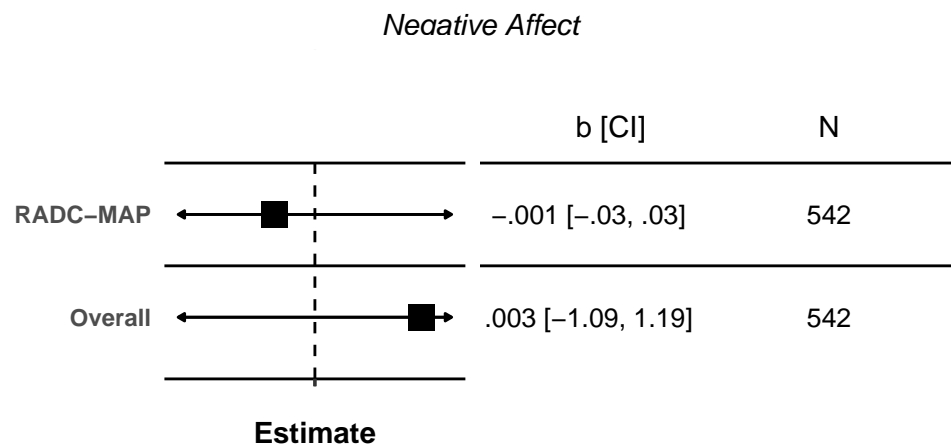 Negative Affect
b [CI] N
RADC−MAP −.001 [−.03, .03] 542
Overall .003 [−1.09, 1.19] 542
Estimate